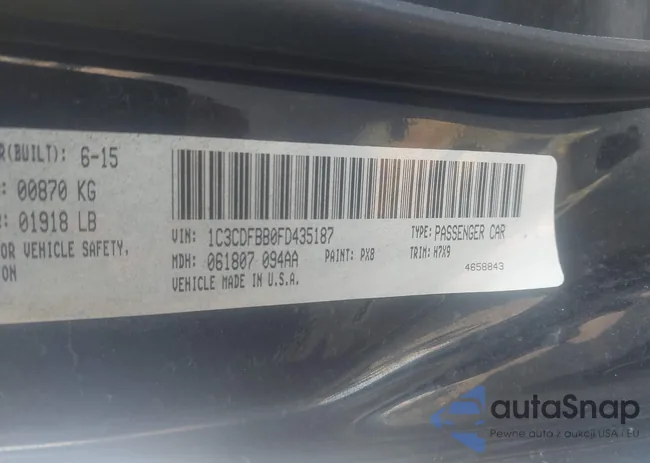 R(BUILT): 6-15
: 00870 KG
: 01918 LB
OR VEHICLE SAFETY,
ON
VIN: 1C3CDFBB0FD435187 TYPE: PASSENGER CAR
MDH: 061807 094AA PAINT: PX8 TRIM: H7X9
VEHICLE MADE IN U.S.A. 4658843
autoSnap
Pewne auta z aukcji USA i EU